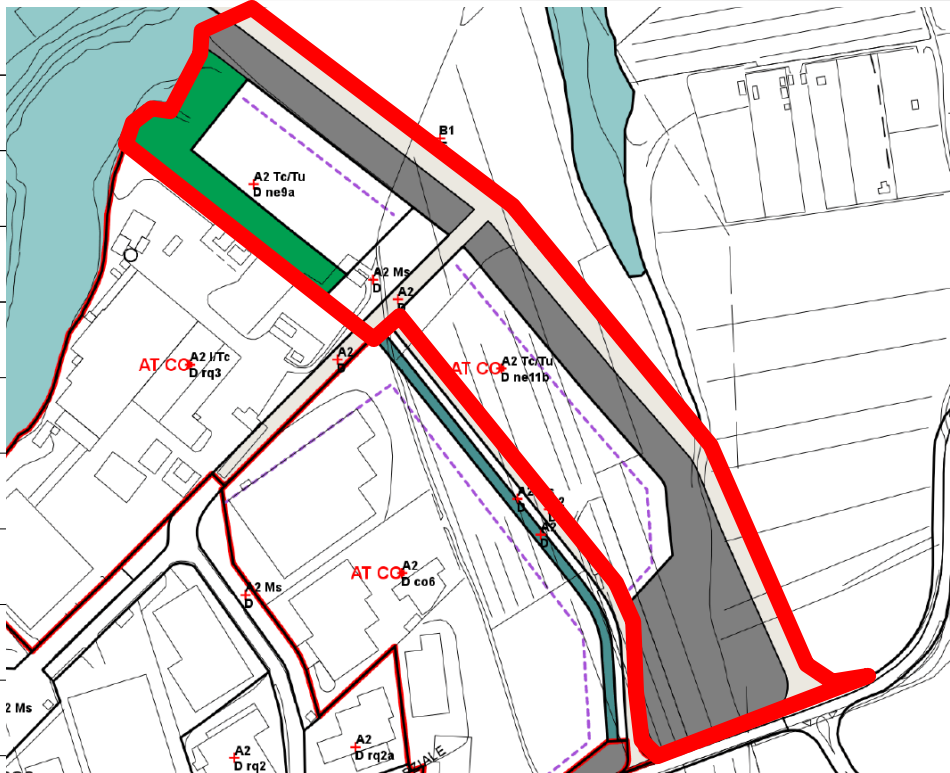 B1
E
A2 Tc/Tu
D ne9a
A2 Ms
D
A2
D
A2
D
AT CO
A2 I/Tc
D rq3
AT CO
A2 Tc/Tu
D ne11b
A2
D
A2
D
AT CO
A2
D co6
A2 Ms
D
2 Ms
A2
D rq2
A2
D rq2a
ZIALE